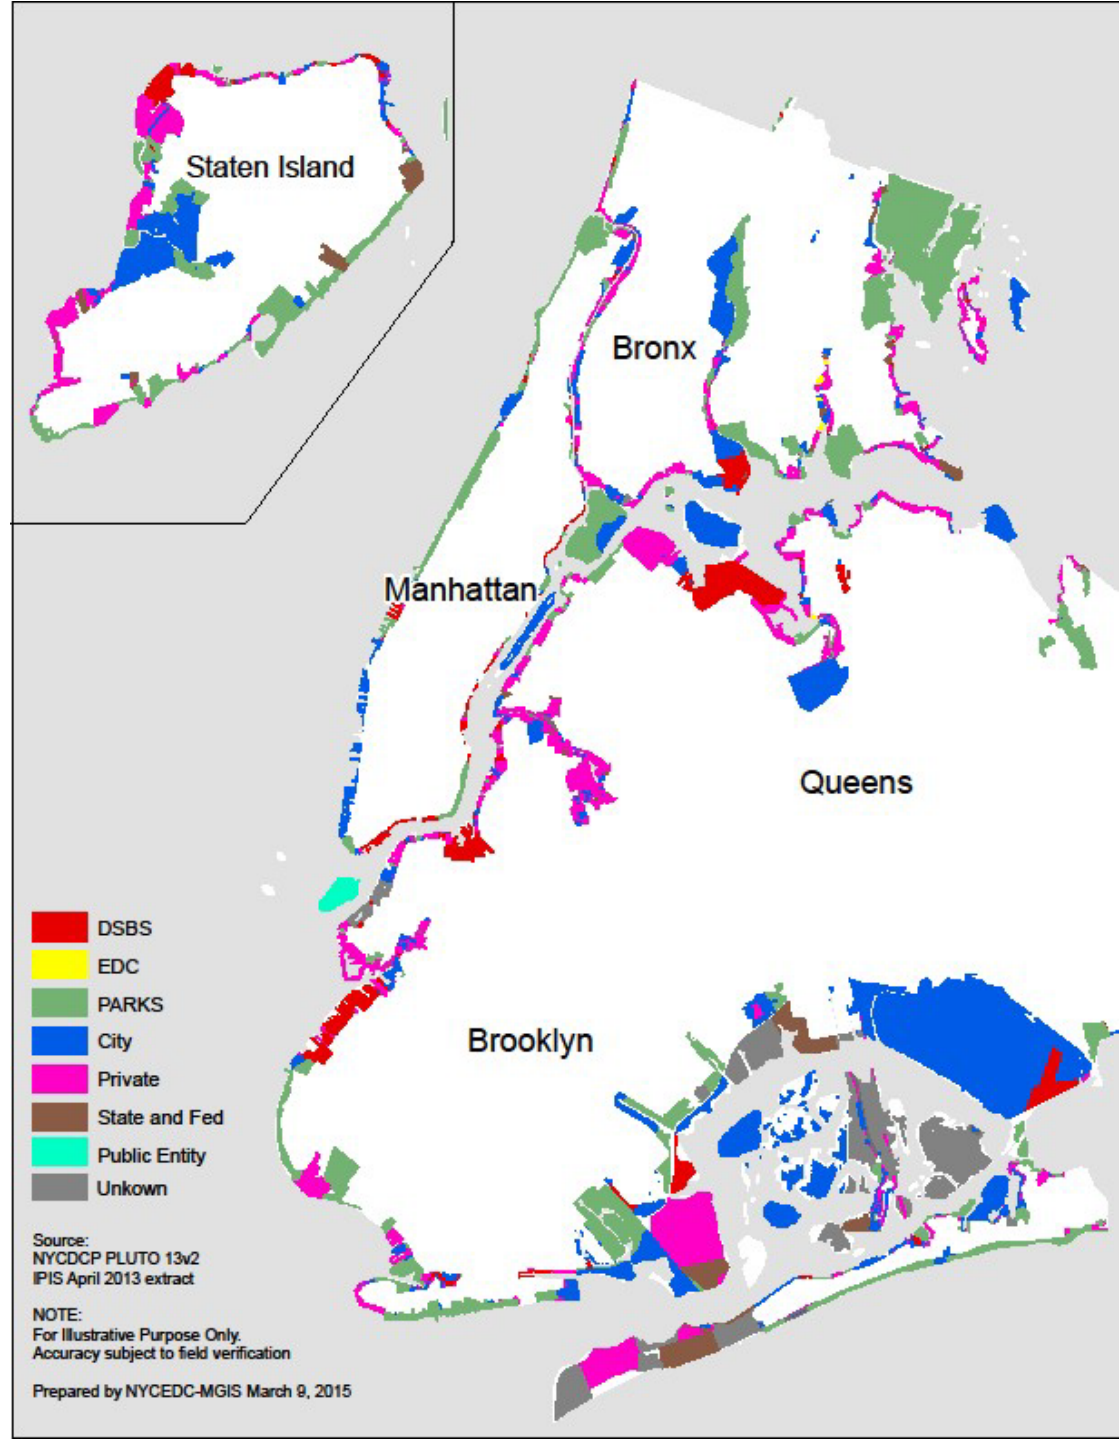 Staten Island
Bronx
Manhattan
Queens
Brooklyn
DSBS
EDC
PARKS
City
Private
State and Fed
Public Entity
Unkown
Source:
NYCDCP PLUTO 13v2
IPIS April 2013 extract
NOTE:
For Illustrative Purpose Only.
Accuracy subject to field verification
Prepared by NYCEDC-MGIS March 9, 2015